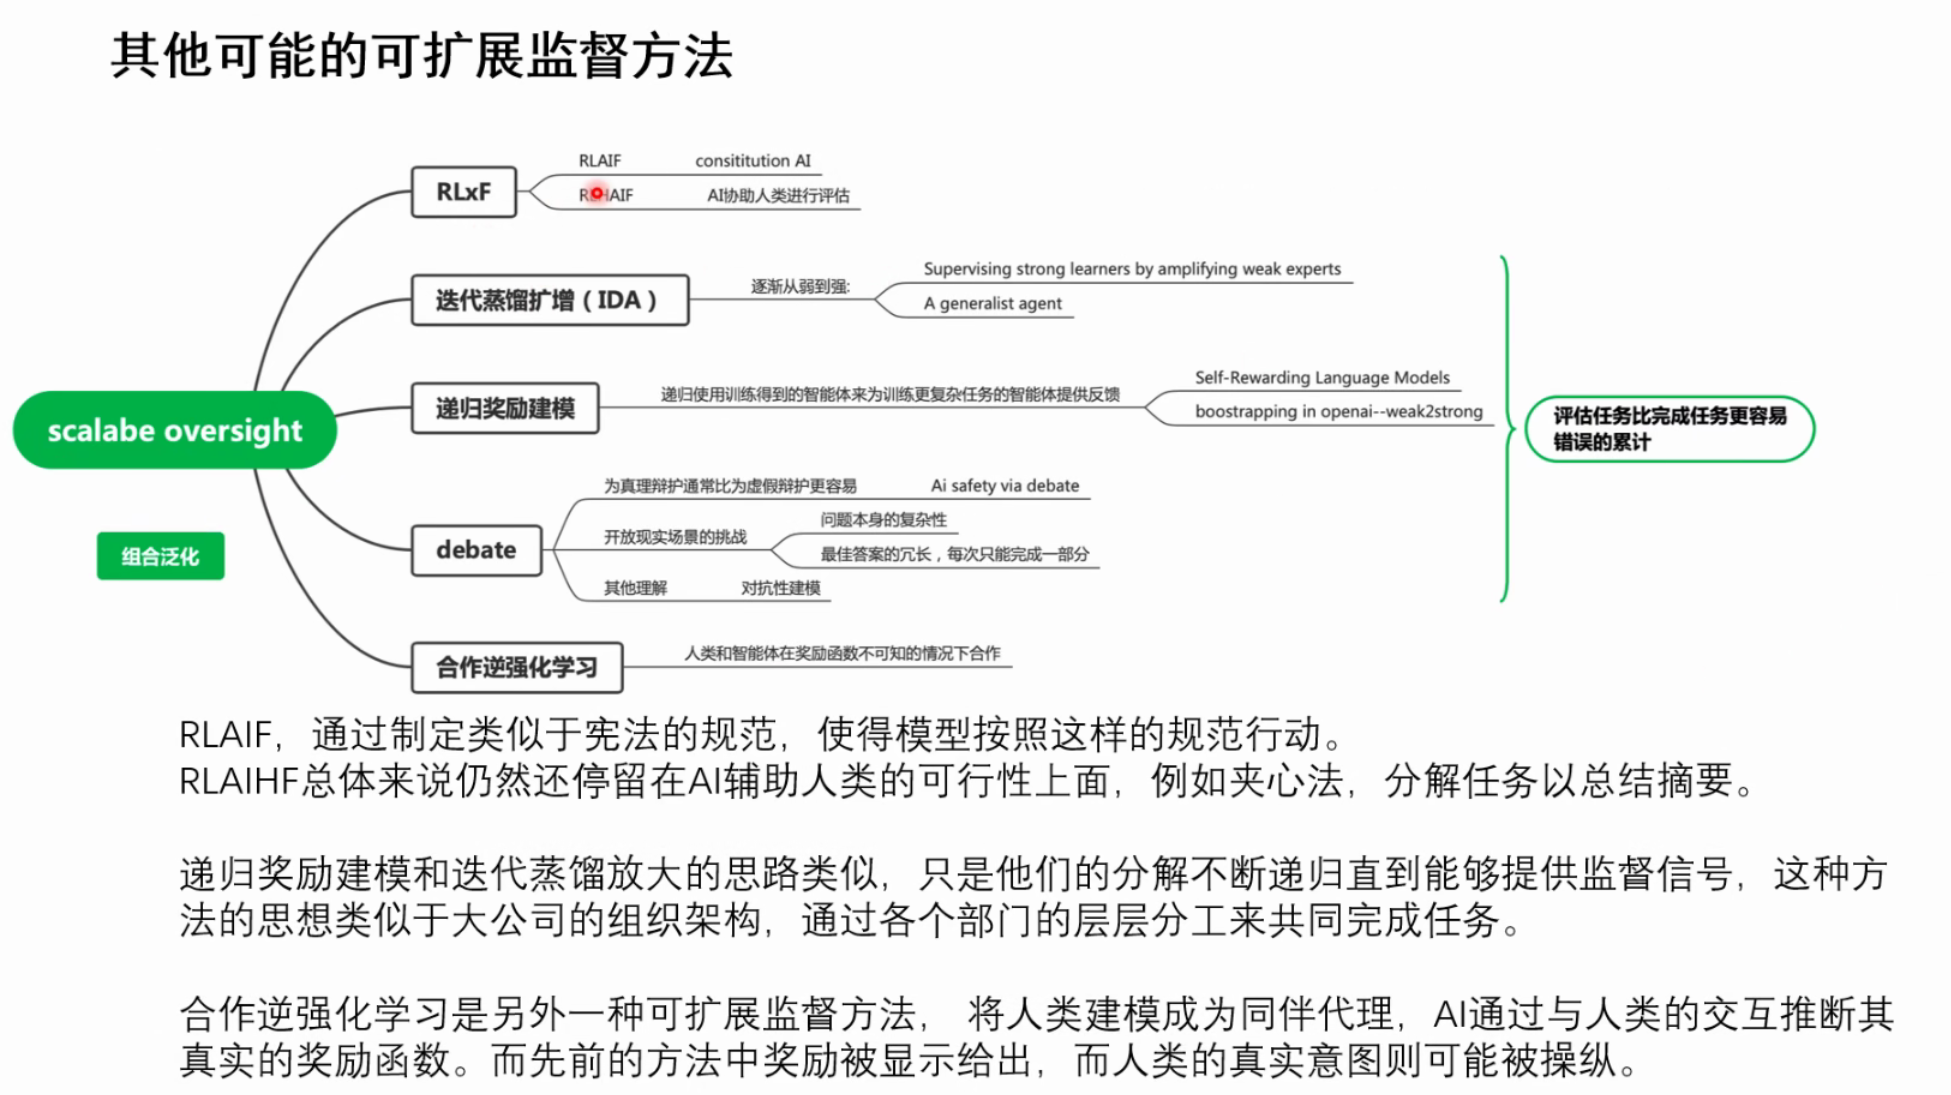 其他可能的可扩展监督方法
RLxF
RLAIF consititution AI
AIF AI协助人类进行评估
迭代蒸馏扩增（IDA）
逐渐从弱到强:
Supervising strong learners by amplifying weak experts
A generalist agent
递归奖励建模
递归使用训练得到的智能体来为训练更复杂任务的智能体提供反馈
Self-Rewarding Language Models
boostrapping in openai--weak2strong
scalabe oversight
评估任务比完成任务更容易
错误的累计
debate
为真理辩护通常比为虚假辩护更容易 Ai safety via debate
开放现实场景的挑战
问题本身的复杂性
最佳答案的冗长，每次只能完成一部分
其他理解 对抗性建模
组合泛化
合作逆强化学习
人类和智能体在奖励函数不可知的情况下合作
RLAIF，通过制定类似于宪法的规范，使得模型按照这样的规范行动。
RLAIHF总体来说仍然还停留在AI辅助人类的可行性上面，例如夹心法，分解任务以总结摘要。
递归奖励建模和迭代蒸馏放大的思路类似，只是他们的分解不断递归直到能够提供监督信号，这种方
法的思想类似于大公司的组织架构，通过各个部门的层层分工来共同完成任务。
合作逆强化学习是另外一种可扩展监督方法， 将人类建模成为同伴代理，AI通过与人类的交互推断其
真实的奖励函数。而先前的方法中奖励被显示给出，而人类的真实意图则可能被操纵。